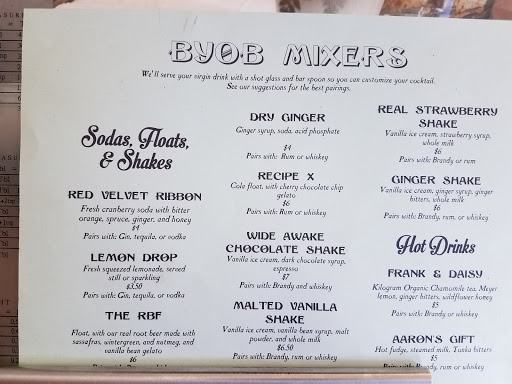 BYOB MIXERS
We'll serve your virgin drink with a shot glass and bar spoon so you can customize your cocktail.
See our suggestions for the best pairings.
Sodas, Floats,
& Shakes
RED VELVET RIBBON
Fresh cranberry soda with bitter
orange, spruce, ginger, and honey
$4
Pairs with: Gin, tequila, or vodka
LEMON DROP
Fresh squeezed lemonade, served
still or sparkling
$3.50
Pairs with: Gin, tequila, or vodka
THE RBF
Float, with our real root beer made with
sassafras, wintergreen, and nutmeg, and
vanilla bean gelato
$6
DRY GINGER
Ginger syrup, soda, acid phosphate
$4
Pairs with: Rum or whiskey
RECIPE X
Cola float, with cherry chocolate chip
gelato
$6
Pairs with: Rum or whiskey
WIDE AWAKE
CHOCOLATE SHAKE
Vanilla ice cream, dark chocolate syrup,
espresso
$7
Pairs with: Brandy and whiskey
MALTED VANILLA
SHAKE
Vanilla ice cream, vanilla bean syrup, malt
powder, and whole milk
$6.50
Pairs with: Brandy, rum, or whiskey
REAL STRAWBERRY
SHAKE
Vanilla ice cream, strawberry syrup,
whole milk
$6
Pairs with: Brandy or rum
GINGER SHAKE
Vanilla ice cream, ginger syrup, ginger
bitters, whole milk
$6
Pairs with: Brandy, rum, or whiskey
Hot Drinks
FRANK & DAISY
Kilogram Organic Chamomile tea, Meyer
lemon, ginger bitters, wildflower honey
$5
Pairs with: Brandy or whiskey
AARON'S GIFT
Hot fudge, steamed milk, Tonka bitters
$5
Pairs with: Brandy, rum or whiskey